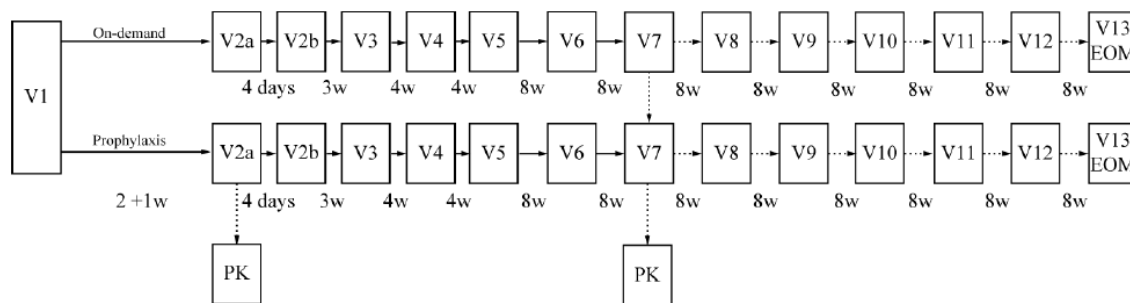 On-demand
V2a V2b V3 V4 V5 V6 V7 V8 V9 V10 V11 V12 V13
EOM
4 days 3w 4w 4w 8w 8w 8w 8w 8w 8w 8w 8w
V1
Prophylaxis
V2a V2b V3 V4 V5 V6 V7 V8 V9 V10 V11 V12 V13
EOM
2 +1w 4 days 3w 4w 4w 8w 8w 8w 8w 8w 8w 8w 8w
PK PK